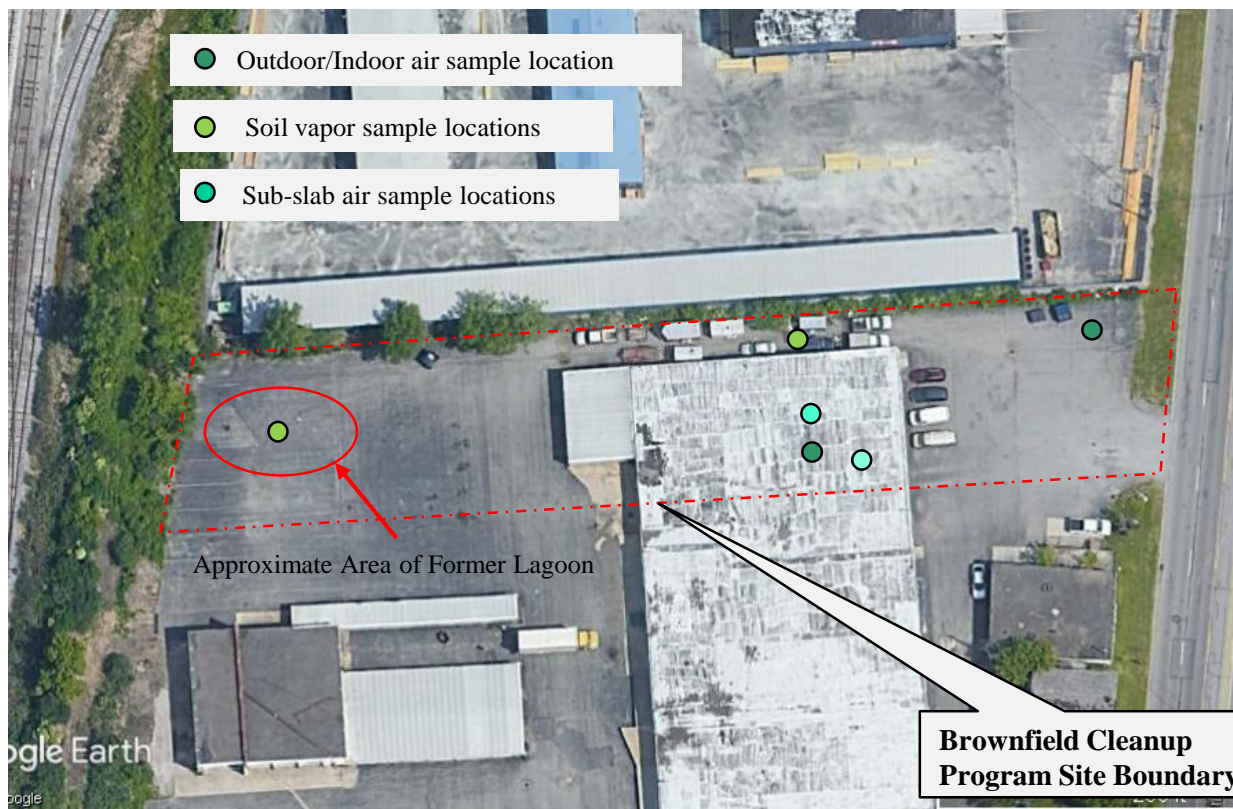 Outdoor/Indoor air sample location
Soil vapor sample locations
Sub-slab air sample locations
Approximate Area of Former Lagoon
Brownfield Cleanup
Program Site Boundary
ogle Earth
oogle